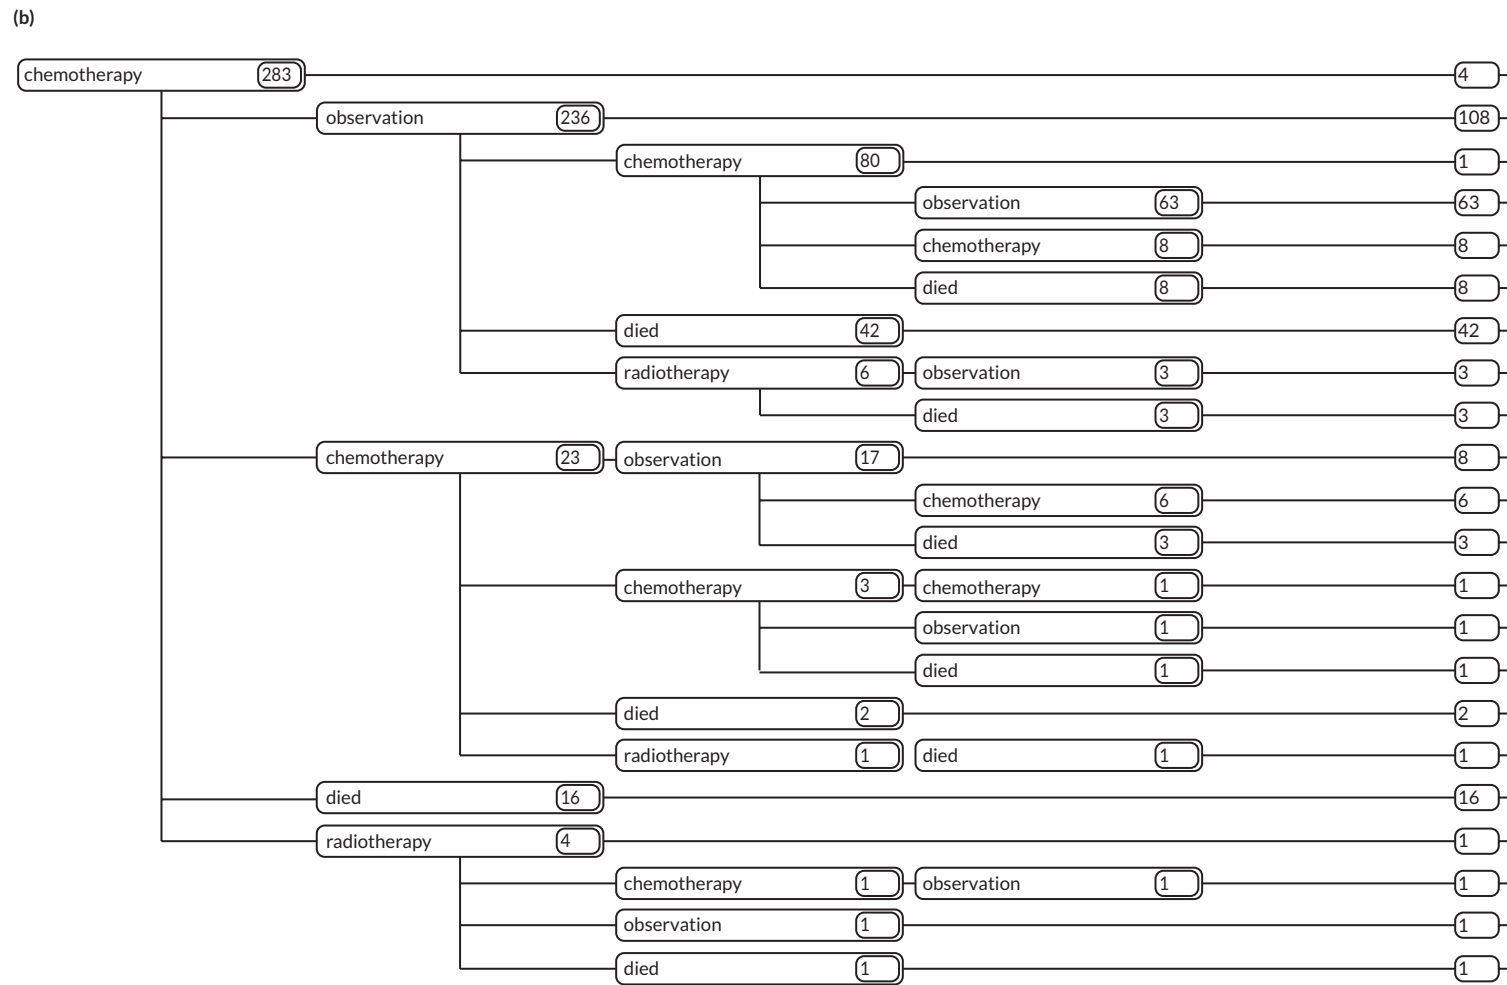 (b)
chemotherapy 283 4
observation 236 108
chemotherapy 80 1
observation 63 63
chemotherapy 8 8
died 8 8
died 42 42
radiotherapy 6 observation 3 3
died 3 3
chemotherapy 23 observation 17 8
chemotherapy 6 6
died 3 3
chemotherapy 3 chemotherapy 1 1
observation 1 1
died 1 1
died 2 2
radiotherapy 1 died 1 1
died 16 16
radiotherapy 4 1
chemotherapy 1 observation 1 1
observation 1 1
died 1 1